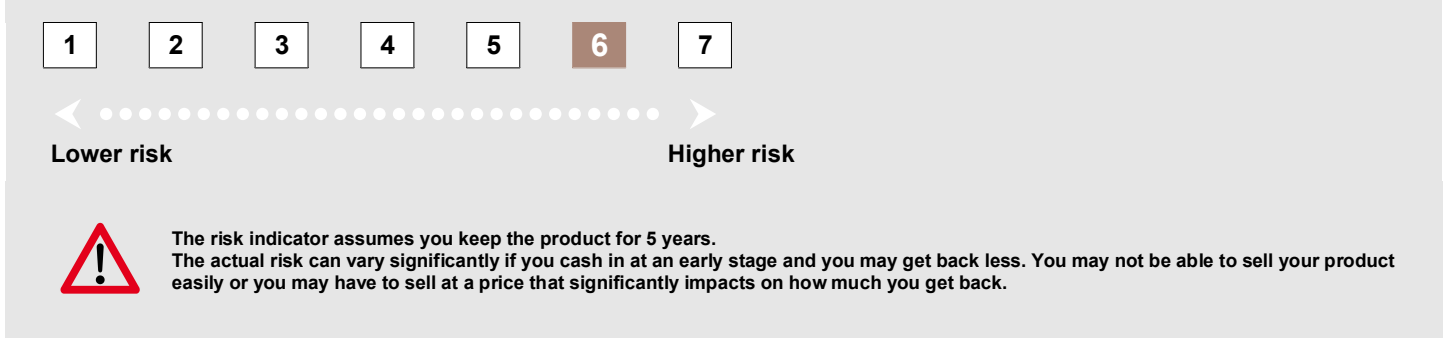 1 2 3 4 5 6 7
Lower risk Higher risk
The risk indicator assumes you keep the product for 5 years.
The actual risk can vary significantly if you cash in at an early stage and you may get back less. You may not be able to sell your product
easily or you may have to sell at a price that significantly impacts on how much you get back.